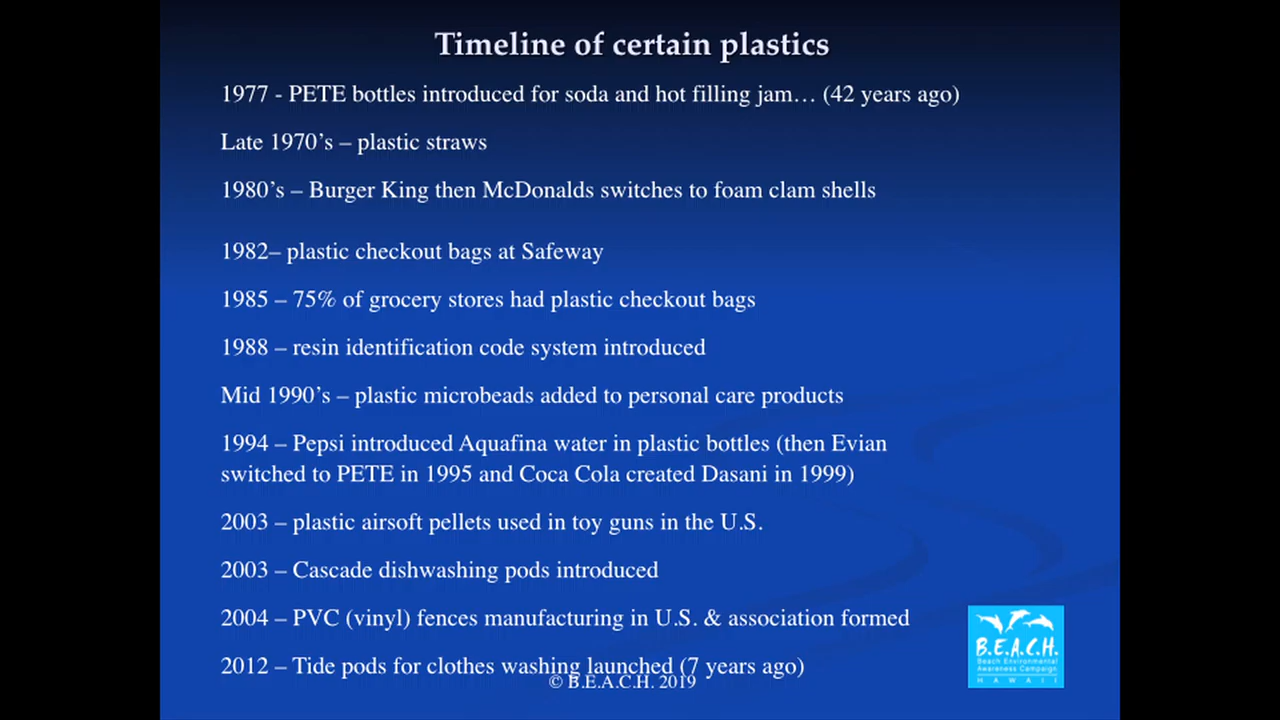 Timeline of certain plastics
1977 - PETE bottles introduced for soda and hot filling jam… (42 years ago)
Late 1970’s – plastic straws
1980’s – Burger King then McDonalds switches to foam clam shells
1982– plastic checkout bags at Safeway
1985 – 75% of grocery stores had plastic checkout bags
1988 – resin identification code system introduced
Mid 1990’s – plastic microbeads added to personal care products
1994 – Pepsi introduced Aquafina water in plastic bottles (then Evian
switched to PETE in 1995 and Coca Cola created Dasani in 1999)
2003 – plastic airsoft pellets used in toy guns in the U.S.
2003 – Cascade dishwashing pods introduced
2004 – PVC (vinyl) fences manufacturing in U.S. & association formed
2012 – Tide pods for clothes washing launched (7 years ago)
© B.E.A.C.H. 2019
B.E.A.C.H.
Beach Environmental
Awareness Campaign
HAWAII